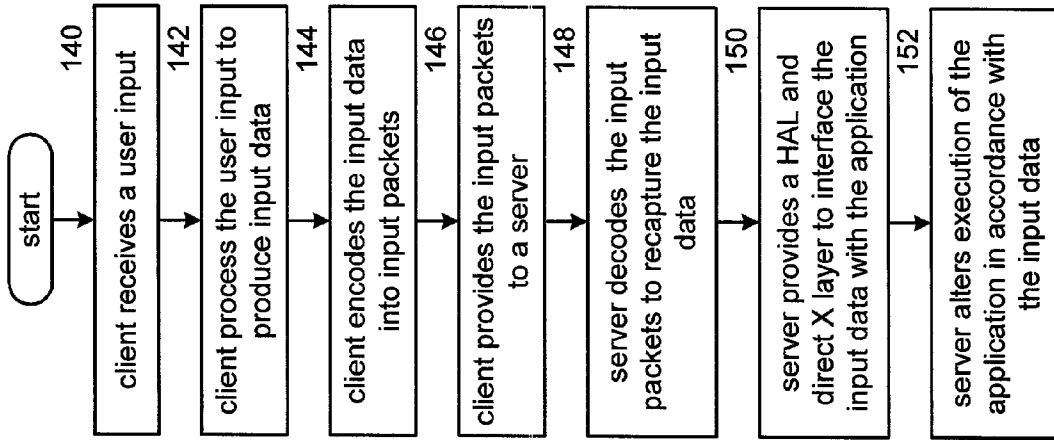 start
140
client receives a user input
142
client process the user input to
produce input data
144
client encodes the input data
into input packets
146
client provides the input packets
to a server
148
server decodes the input
packets to recapture the input
data
150
server provides a HAL and
direct X layer to interface the
input data with the application
152
server alters execution of the
application in accordance with
the input data